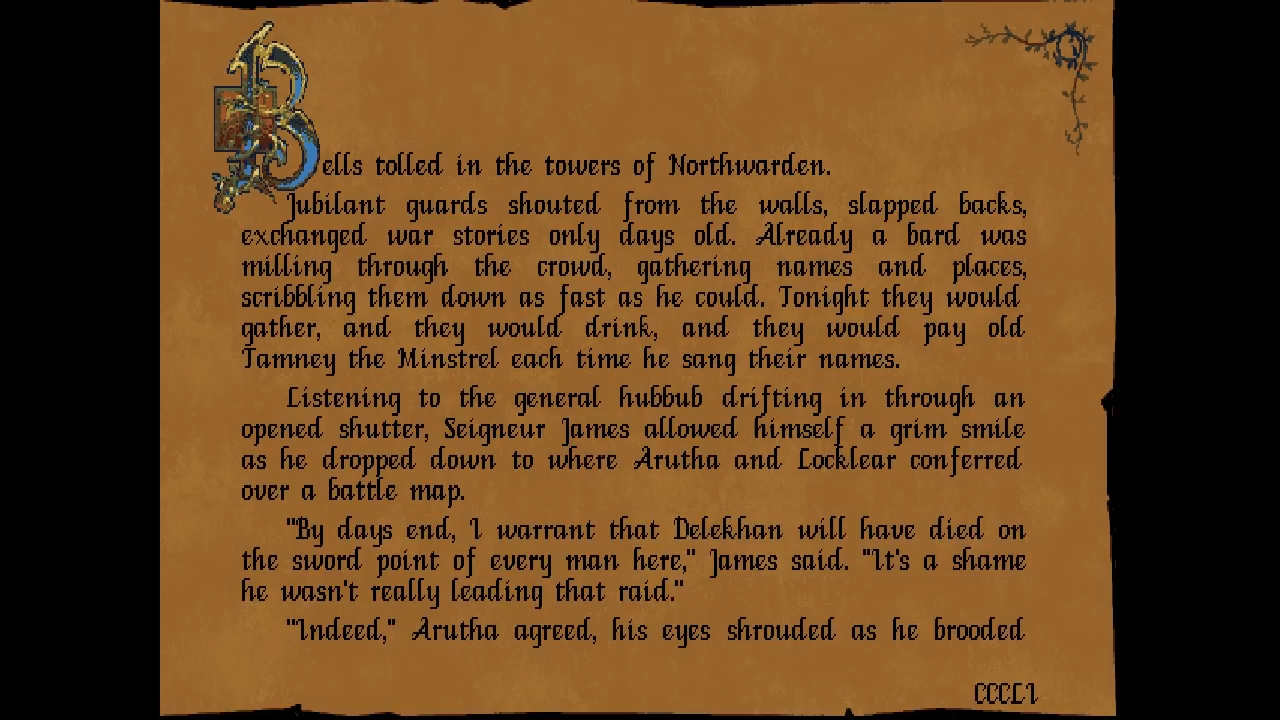 Bells tolled in the towers of Northwarden.
Jubilant guards shouted from the walls, slapped backs,
exchanged war stories only days old. Already a bard was
milling through the crowd, gathering names and places,
scribbling them down as fast as he could. Tonight they would
gather, and they would drink, and they would pay old
Tamney the Minstrel each time he sang their names.
Listening to the general hubbub drifting in through an
opened shutter, Seigneur James allowed himself a grim smile
as he dropped down to where Arutha and Locklear conferred
over a battle map.
"By days end, I warrant that Delekhan will have died on
the sword point of every man here," James said. "It's a shame
he wasn't really leading that raid."
"Indeed," Arutha agreed, his eyes shrouded as he brooded
CCCLI